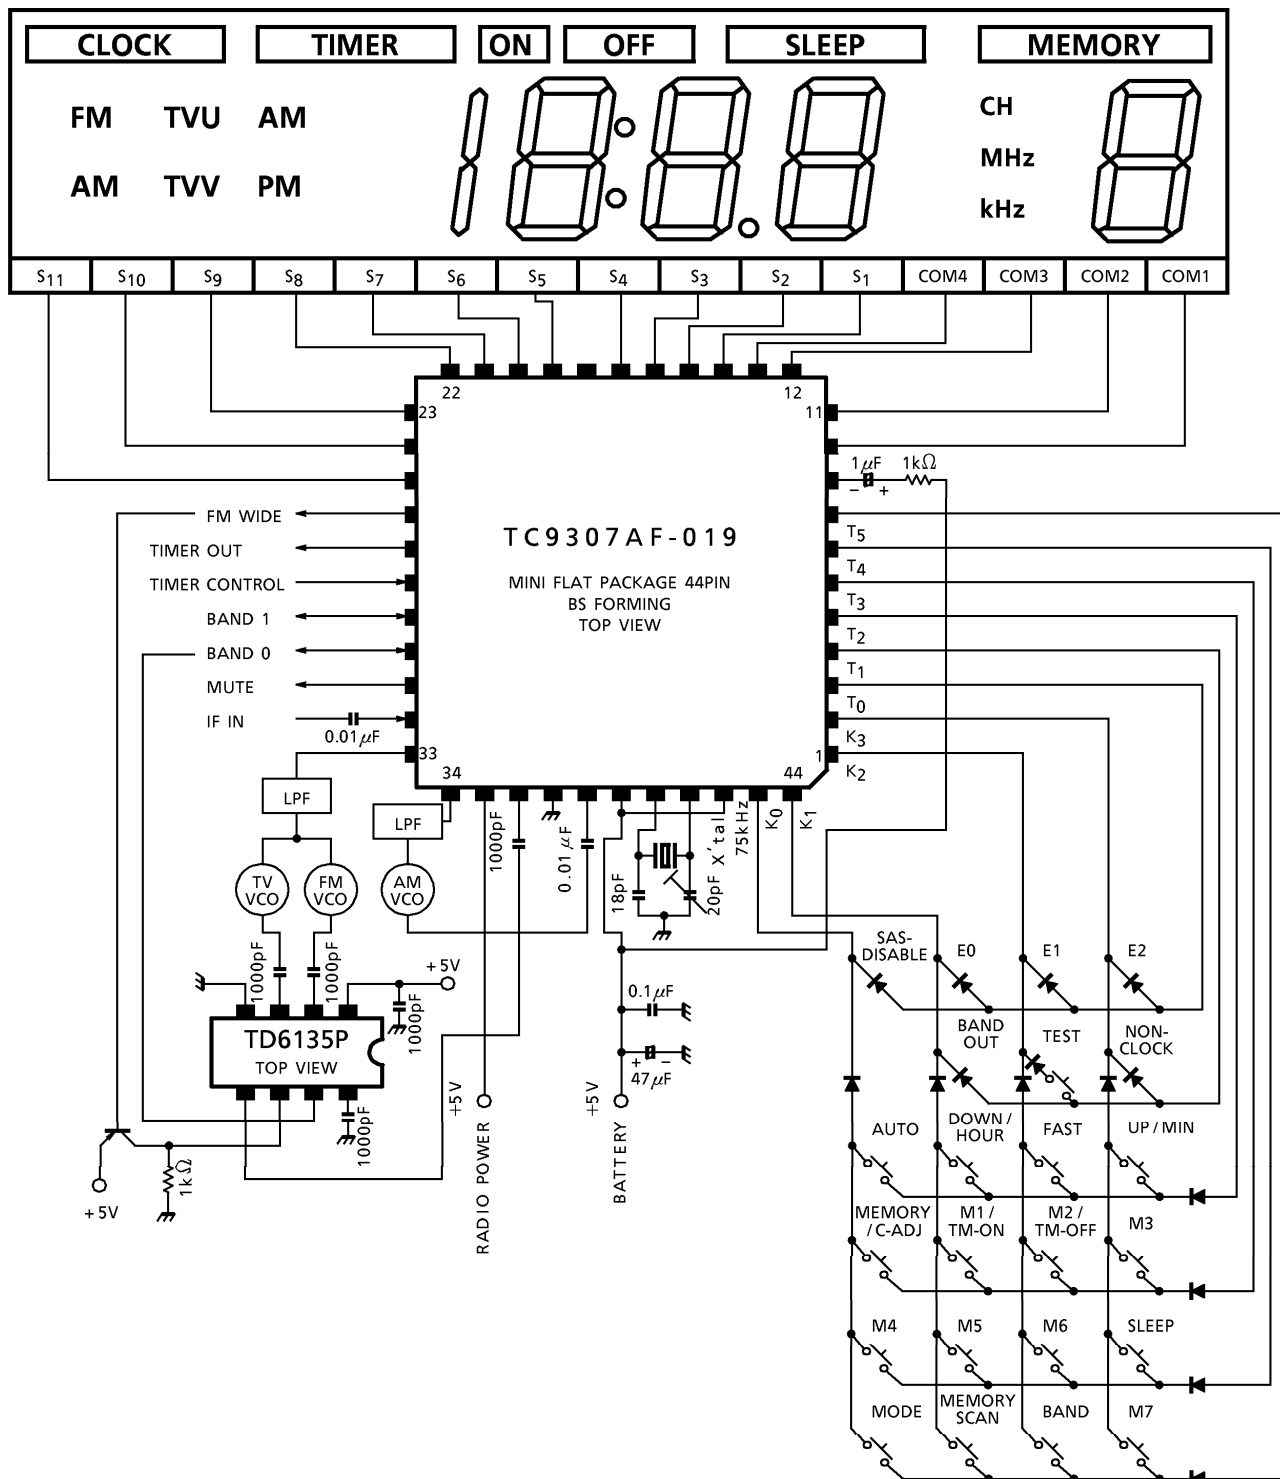 CLOCK TIMER ON OFF SLEEP MEMORY
FM TVU AM
AM TVV PM
CH
MHz
kHz
S11 S10 S9 S8 S7 S6 S5 S4 S3 S2 S1 COM4 COM3 COM2 COM1
22 12
23 11
1μF 1kΩ
− +
TC9307AF-019
MINI FLAT PACKAGE 44PIN
BS FORMING
TOP VIEW
FM WIDE
TIMER OUT
TIMER CONTROL
BAND 1
BAND 0
MUTE
IF IN
0.01μF
T5
T4
T3
T2
T1
T0
K3
K2
33 1
34 44
LPF
LPF
1000pF
0.01μF
18pF
20pF
X'tal
75kHz
K0
K1
TV
VCO
FM
VCO
AM
VCO
1000pF
1000pF
+5V
1000pF
TD6135P
TOP VIEW
1000pF
1kΩ
+5V
+5V
RADIO POWER
+5V
BATTERY
0.1μF
+ −
47μF
SAS-
DISABLE
E0 E1 E2
BAND
OUT
TEST
NON-
CLOCK
AUTO
DOWN /
HOUR
FAST
UP / MIN
MEMORY
/ C-ADJ
M1 /
TM-ON
M2 /
TM-OFF
M3
M4 M5 M6 SLEEP
MODE
MEMORY
SCAN
BAND
M7